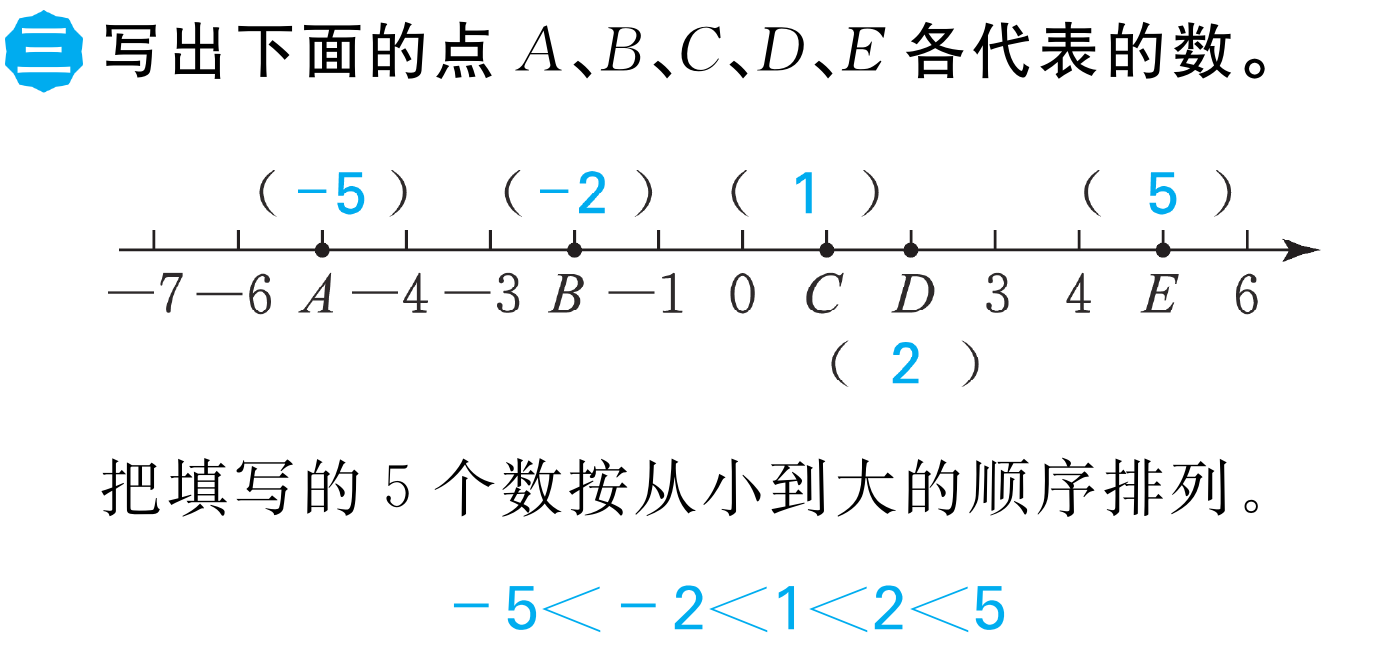 三 写出下面的点 A、B、C、D、E 各代表的数。
（ －5 ） （ －2 ） （ 1 ） （ 5 ）
－7 －6 A －4 －3 B －1 0 C D 3 4 E 6
（ 2 ）
把填写的 5 个数按从小到大的顺序排列。
－5＜－2＜1＜2＜5